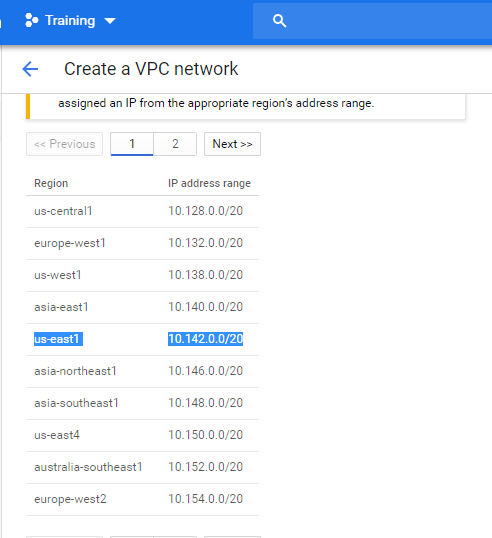 Training
Create a VPC network
assigned an IP from the appropriate region's address range.
<< Previous 1 2 Next >>
Region IP address range
us-central1 10.128.0.0/20
europe-west1 10.132.0.0/20
us-west1 10.138.0.0/20
asia-east1 10.140.0.0/20
us-east1 10.142.0.0/20
asia-northeast1 10.146.0.0/20
asia-southeast1 10.148.0.0/20
us-east4 10.150.0.0/20
australia-southeast1 10.152.0.0/20
europe-west2 10.154.0.0/20